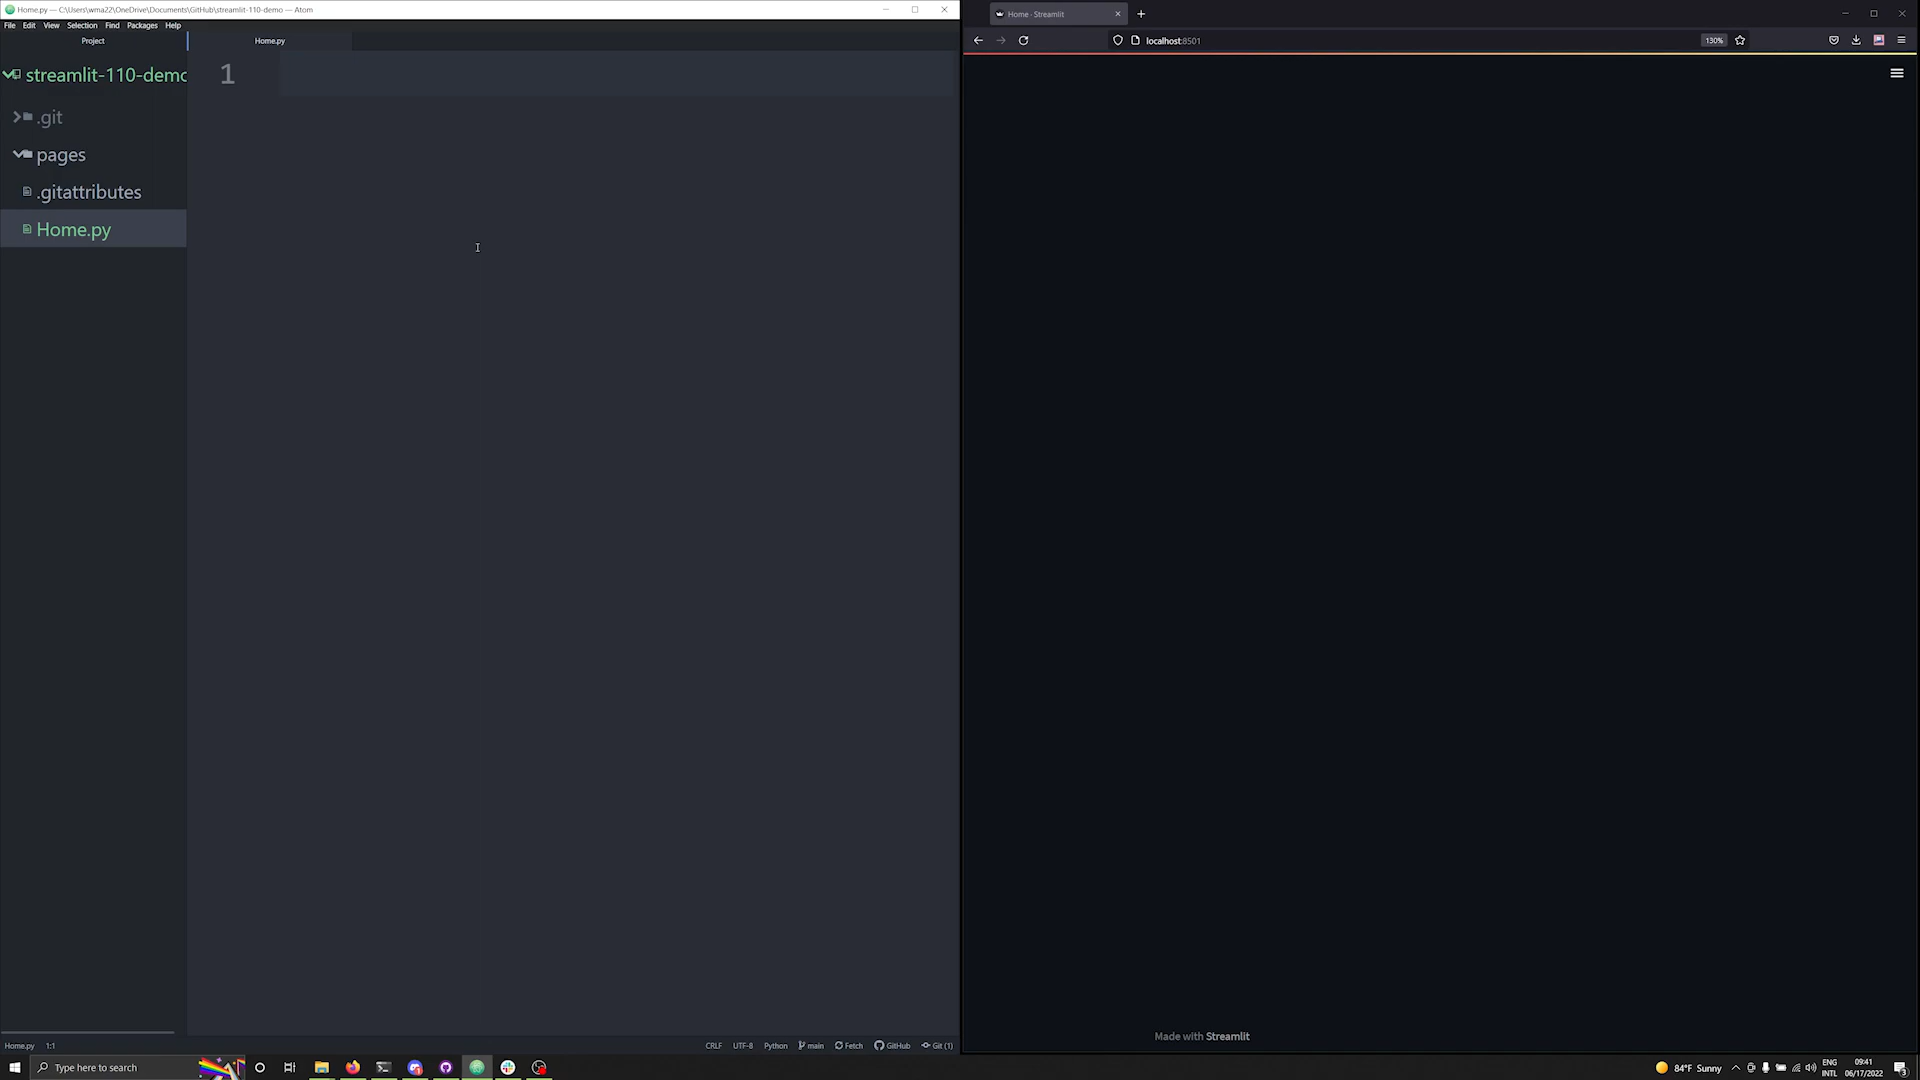 Home.py — C:\Users\wma22\OneDrive\Documents\GitHub\streamlit-110-demo — Atom
File Edit View Selection Find Packages Help
Project
Home.py
streamlit-110-demo
.git
pages
.gitattributes
Home.py
1
Home · Streamlit
localhost:8501
130%
Made with Streamlit
Home.py 1:1
CRLF UTF-8 Python main Fetch GitHub Git (1)
Type here to search
84°F Sunny
ENG
INTL
09:41
06/17/2022
3